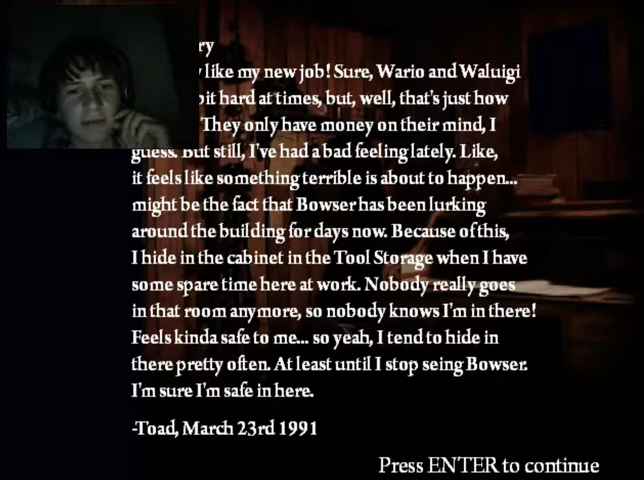 like my new job! Sure, Wario and Waluigi
hard at times, but, well, that's just how
They only have money on their mind, I
guess. But still, I've had a bad feeling lately. Like,
it feels like something terrible is about to happen...
might be the fact that Bowser has been lurking
around the building for days now. Because of this,
I hide in the cabinet in the Tool Storage when I have
some spare time here at work. Nobody really goes
in that room anymore, so nobody knows I'm in there!
Feels kinda safe to me... so yeah, I tend to hide in
there pretty often. At least until I stop seing Bowser.
I'm sure I'm safe in here.
-Toad, March 23rd 1991
Press ENTER to continue